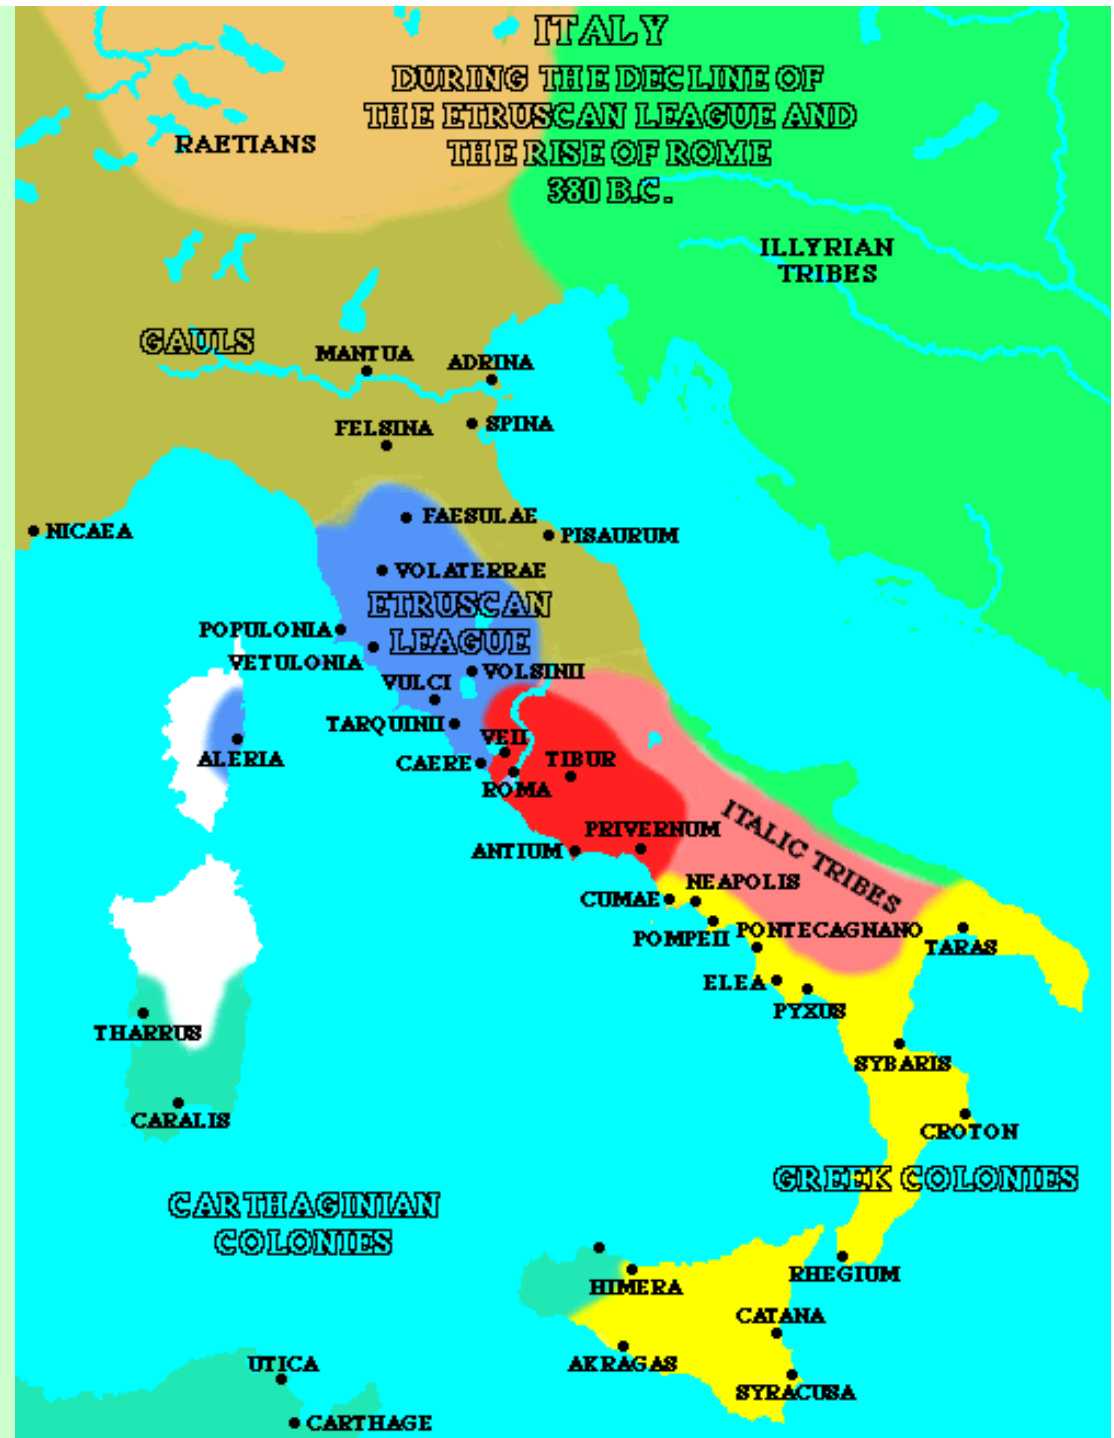 ITALY
DURING THE DECLINE OF
THE ETRUSCAN LEAGUE AND
THE RISE OF ROME
380 B.C.
RAETIANS
ILLYRIAN
TRIBES
GAULS
MANTUA
ADRINA
SPINA
FELSINA
FAESULAE
NICAEA
PISAURUM
VOLATERRAE
ETRUSCAN
LEAGUE
POPULONIA
VETULONIA
VOLSINII
VULCI
TARQUINII
VEII
ALERIA
CAERE
TIBUR
ROMA
ITALIC TRIBES
PRIVERNUM
ANTIUM
NEAPOLIS
CUMAE
POMPEII
PONTECAGNANO
TARAS
ELEA
PYXUS
THARRUS
SYBARIS
CARALIS
CROTON
GREEK COLONIES
CARTHAGINIAN
COLONIES
RHEGIUM
HIMERA
CATANA
UTICA
AKRAGAS
SYRACUSA
CARTHAGE